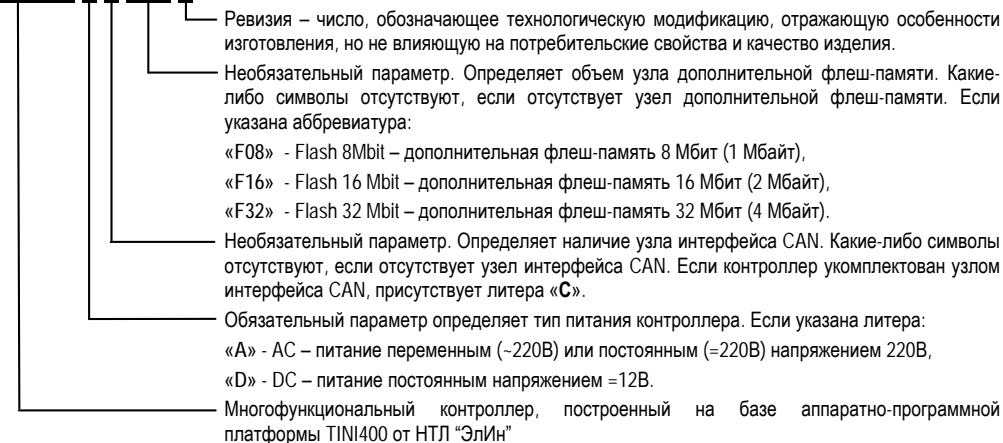 Ревизия – число, обозначающее технологическую модификацию, отражающую особенности
изготовления, но не влияющую на потребительские свойства и качество изделия.
Необязательный параметр. Определяет объем узла дополнительной флеш-памяти. Какие-
либо символы отсутствуют, если отсутствует узел дополнительной флеш-памяти. Если
указана аббревиатура:
«F08» - Flash 8Mbit – дополнительная флеш-память 8 Мбит (1 Мбайт),
«F16» - Flash 16 Mbit – дополнительная флеш-память 16 Мбит (2 Мбайт),
«F32» - Flash 32 Mbit – дополнительная флеш-память 32 Мбит (4 Мбайт).
Необязательный параметр. Определяет наличие узла интерфейса CAN. Какие-либо символы
отсутствуют, если отсутствует узел интерфейса CAN. Если контроллер укомплектован узлом
интерфейса CAN, присутствует литера «С».
Обязательный параметр определяет тип питания контроллера. Если указана литера:
«А» - AC – питание переменным (~220В) или постоянным (=220В) напряжением 220В,
«D» - DC – питание постоянным напряжением =12В.
Многофункциональный контроллер, построенный на базе аппаратно-программной
платформы TINI400 от НТЛ “ЭлИн”